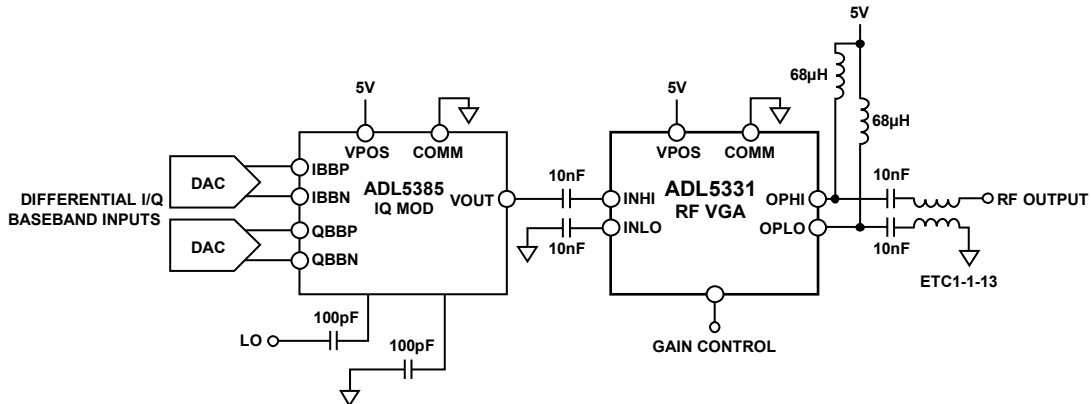 5V
68µH
5V
5V
68µH
VPOS
COMM
VPOS
COMM
DAC
IBBP
IBBN
ADL5385
IQ MOD
VOUT
10nF
INHI
ADL5331
RF VGA
OPHI
10nF
RF OUTPUT
DIFFERENTIAL I/Q
BASEBAND INPUTS
DAC
QBBP
QBBN
INLO
10nF
OPLO
10nF
ETC1-1-13
100pF
LO
100pF
GAIN CONTROL